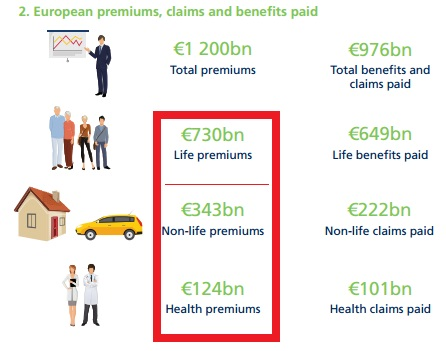 2. European premiums, claims and benefits paid
€1 200bn
Total premiums
€976bn
Total benefits and
claims paid
€730bn
Life premiums
€649bn
Life benefits paid
€343bn
Non-life premiums
€222bn
Non-life claims paid
€124bn
Health premiums
€101bn
Health claims paid